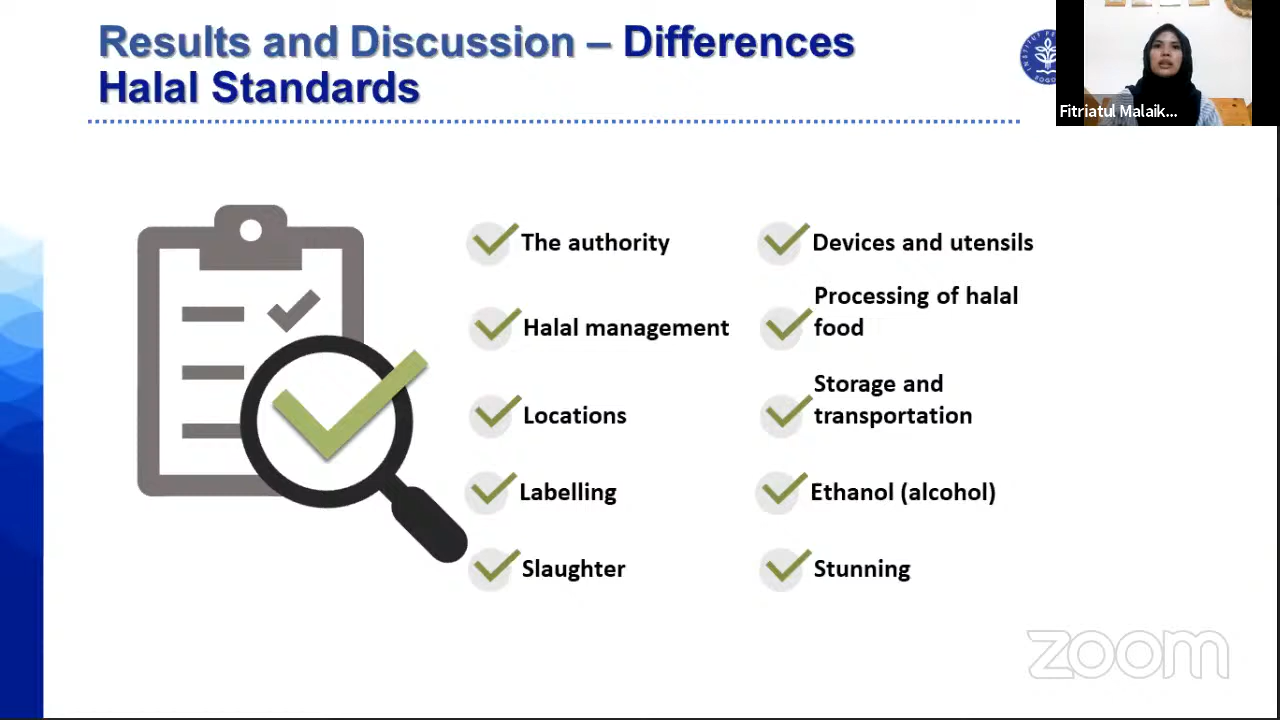 Results and Discussion – Differences
Halal Standards
Fitriatul Malaik...
The authority
Halal management
Locations
Labelling
Slaughter
Devices and utensils
Processing of halal
food
Storage and
transportation
Ethanol (alcohol)
Stunning
zoom